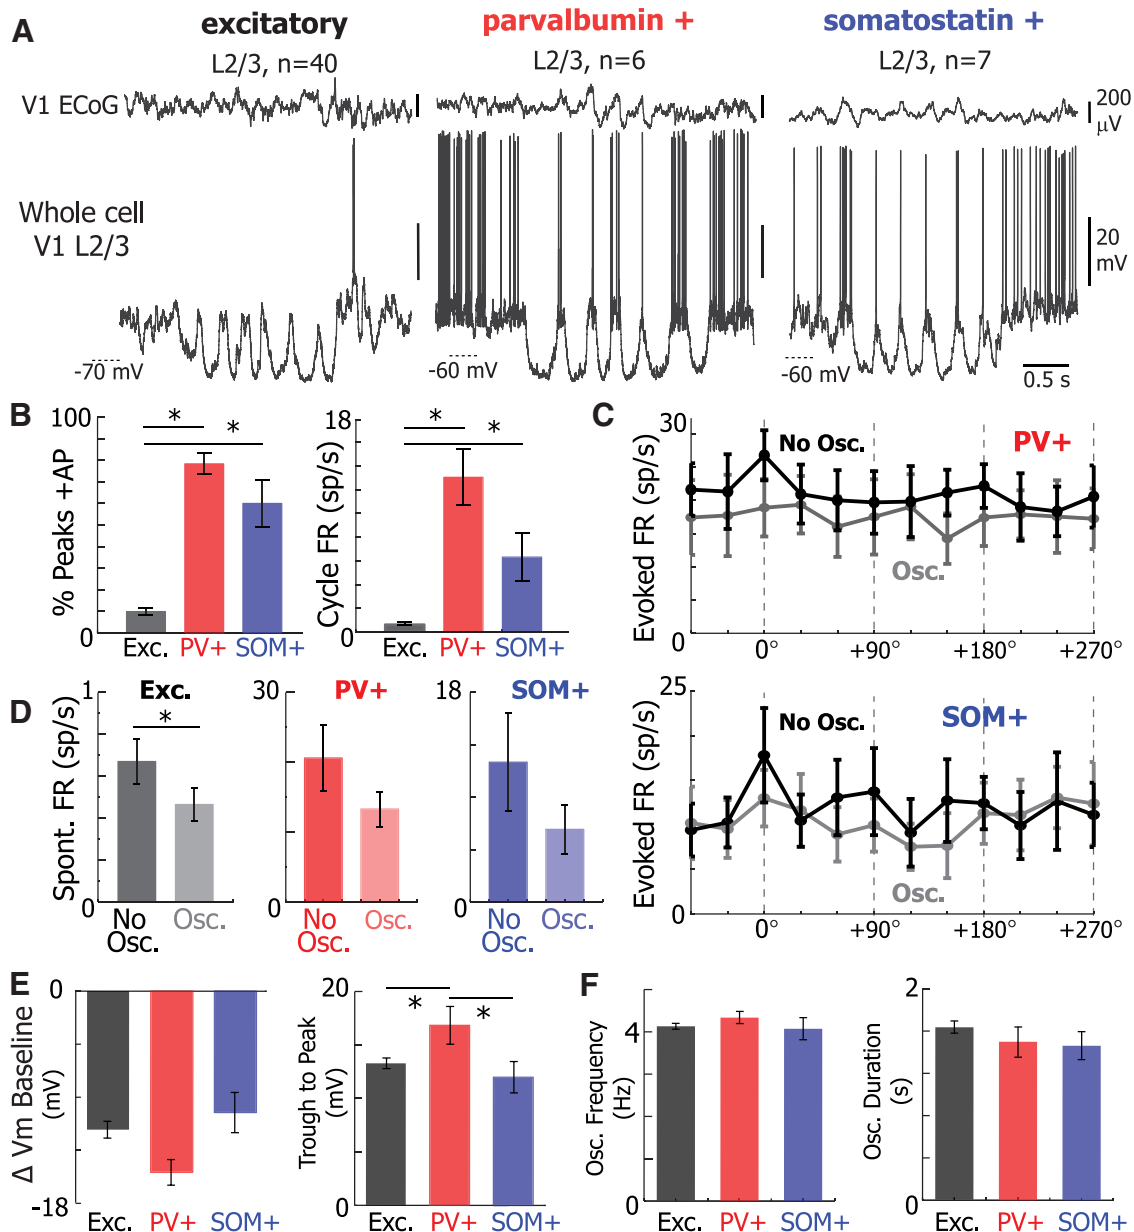 A
excitatory
parvalbumin +
somatostatin +
L2/3, n=40
L2/3, n=6
L2/3, n=7
V1 ECoG
200
μV
Whole cell
V1 L2/3
20
mV
-70 mV
-60 mV
-60 mV
0.5 s
B
100
% Peaks +AP
0
*
*
Exc.
PV+
SOM+
18
Cycle FR (sp/s)
0
*
*
Exc.
PV+
SOM+
C
30
Evoked FR (sp/s)
0
No Osc.
PV+
Osc.
0°
+90°
+180°
+270°
25
Evoked FR (sp/s)
0
No Osc.
SOM+
Osc.
0°
+90°
+180°
+270°
D
1
Spont. FR (sp/s)
0
Exc.
*
No
Osc.
Osc.
30
0
PV+
No
Osc.
Osc.
18
0
SOM+
No
Osc.
Osc.
E
0
Δ Vm Baseline
(mV)
-18
Exc.
PV+
SOM+
20
Trough to Peak
(mV)
0
*
*
Exc.
PV+
SOM+
F
4
Osc. Frequency
(Hz)
0
Exc.
PV+
SOM+
2
Osc. Duration
(s)
0
Exc.
PV+
SOM+